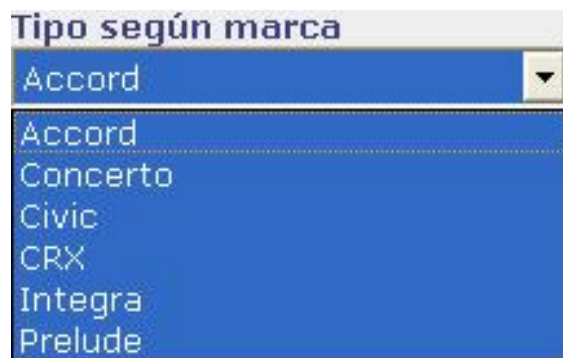 Tipo según marca
Accord
Accord
Concerto
Civic
CRX
Integra
Prelude